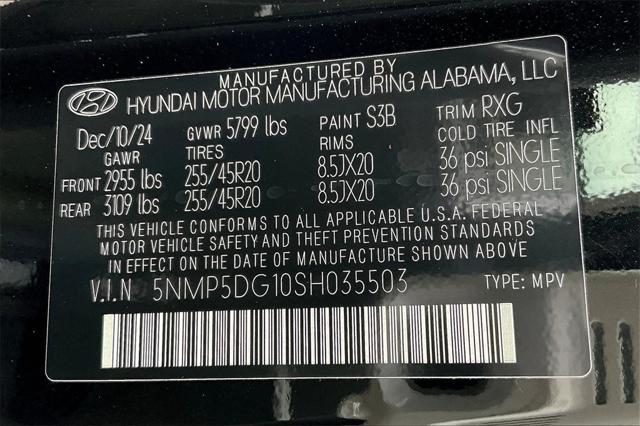 MANUFACTURED BY
HYUNDAI MOTOR MANUFACTURING ALABAMA, LLC
Dec/10/24 GVWR 5799 lbs PAINT S3B TRIM RXG
GAWR TIRES RIMS COLD TIRE INFL
FRONT 2955 lbs 255/45R20 8.5JX20 36 psi SINGLE
REAR 3109 lbs 255/45R20 8.5JX20 36 psi SINGLE
THIS VEHICLE CONFORMS TO ALL APPLICABLE U.S.A. FEDERAL
MOTOR VEHICLE SAFETY AND THEFT PREVENTION STANDARDS
IN EFFECT ON THE DATE OF MANUFACTURE SHOWN ABOVE
V.I.N 5NMP5DG10SH035503 TYPE: MPV